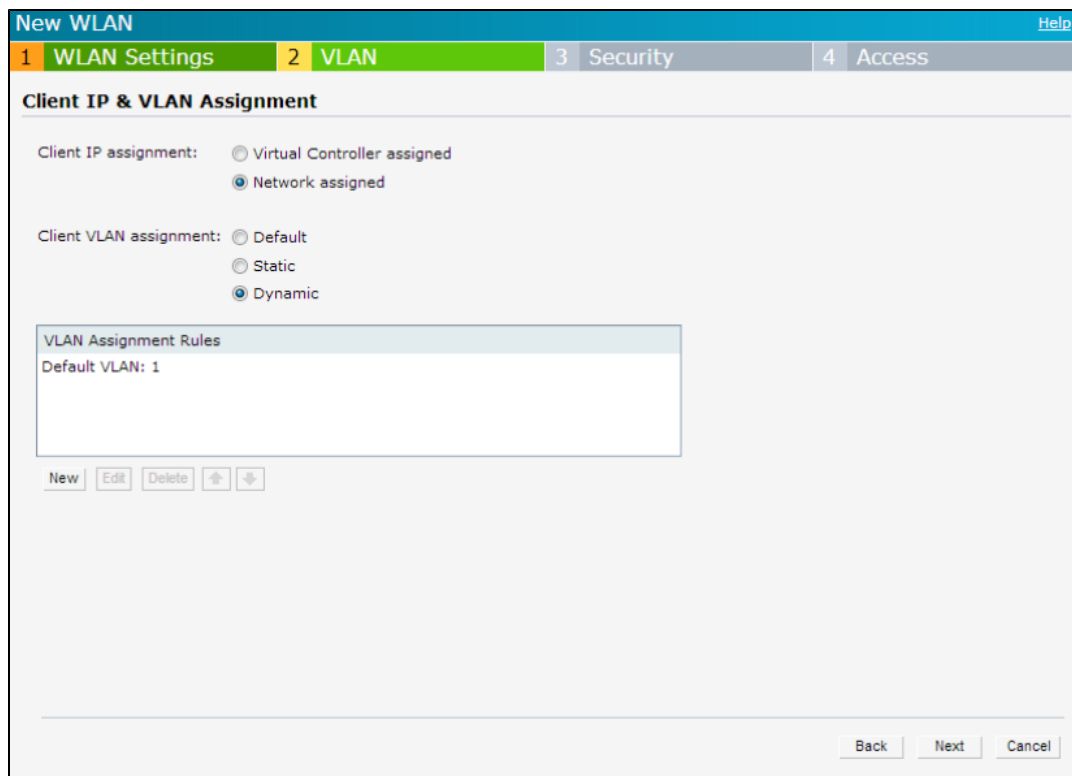 New WLAN Help
1 WLAN Settings 2 VLAN 3 Security 4 Access
Client IP & VLAN Assignment
Client IP assignment: Virtual Controller assigned
Network assigned
Client VLAN assignment: Default
Static
Dynamic
VLAN Assignment Rules
Default VLAN: 1
New Edit Delete
Back Next Cancel